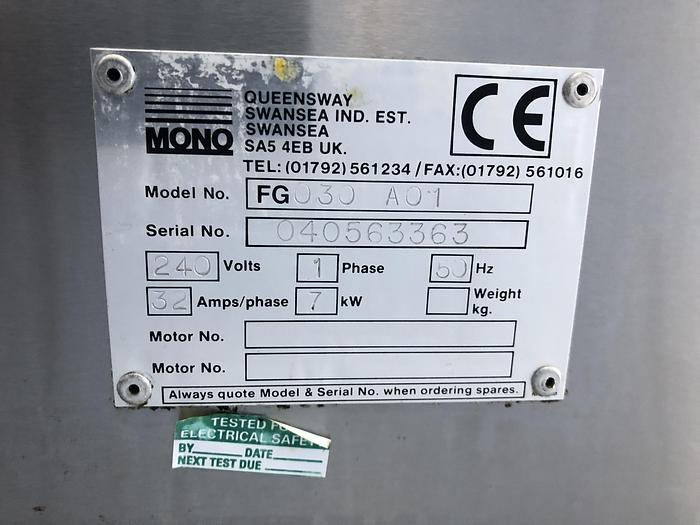 MONO
QUEENSWAY
SWANSEA IND. EST.
SWANSEA
SA5 4EB UK.
TEL:(01792) 561234 / FAX:(01792) 561016
CE
Model No. FG030 A01
Serial No. 040563363
240 Volts 1 Phase 50 Hz
32 Amps/phase 7 kW Weight kg.
Motor No.
Motor No.
Always quote Model & Serial No. when ordering spares.
TESTED
ELECTRICAL
BY DATE
NEXT TEST DUE